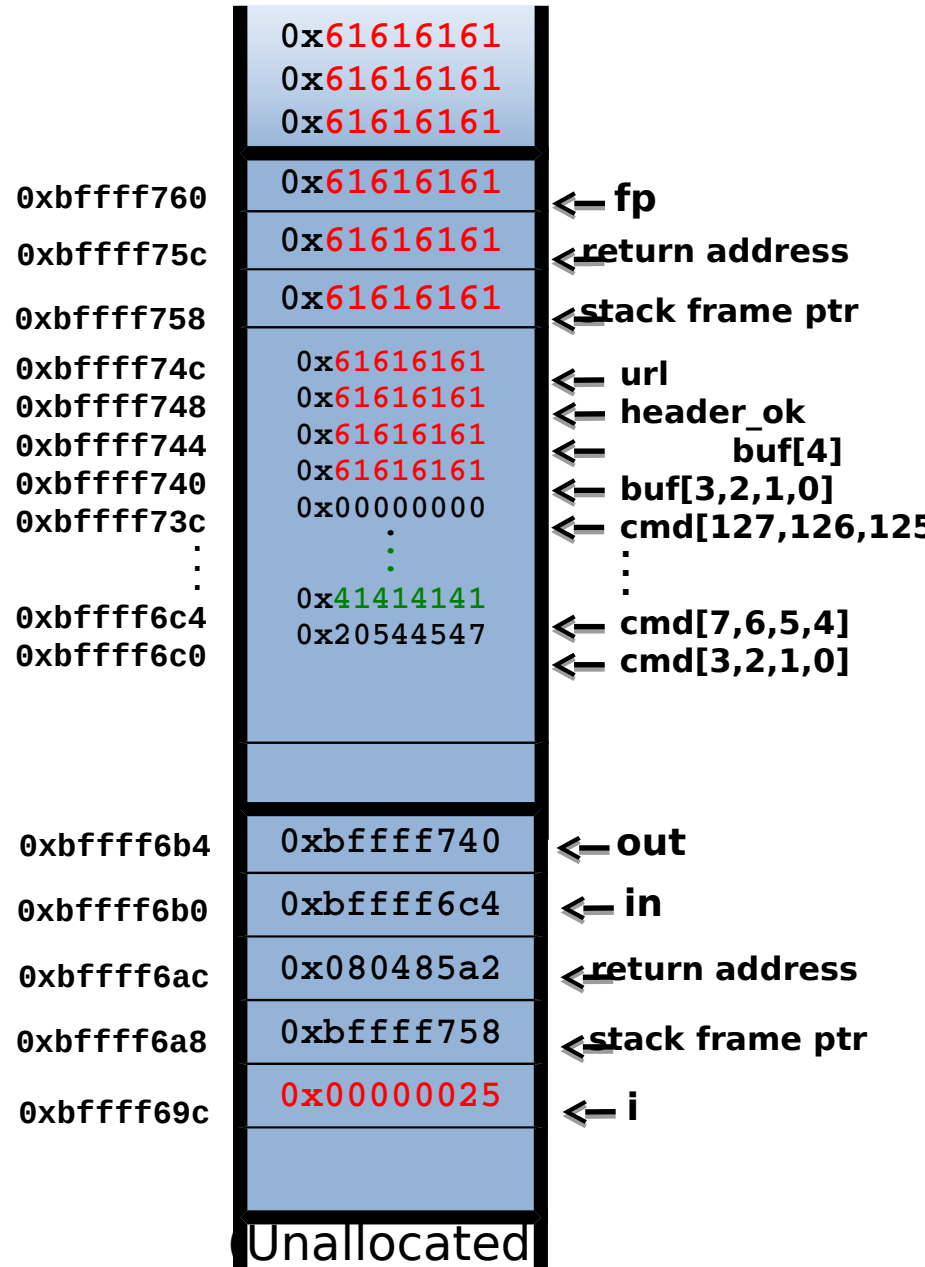 0x61616161
0x61616161
0x61616161
0xbffff760 0x61616161 fp
0xbffff75c 0x61616161 return address
0xbffff758 0x61616161 stack frame ptr
0xbffff74c 0x61616161 url
0xbffff748 0x61616161 header_ok
0xbffff744 0x61616161 buf[4]
0xbffff740 0x61616161 buf[3,2,1,0]
0xbffff73c 0x00000000 cmd[127,126,125
. . .
. . .
. . .
0xbffff6c4 0x41414141 cmd[7,6,5,4]
0xbffff6c0 0x20544547 cmd[3,2,1,0]
0xbffff6b4 0xbffff740 out
0xbffff6b0 0xbffff6c4 in
0xbffff6ac 0x080485a2 return address
0xbffff6a8 0xbffff758 stack frame ptr
0xbffff69c 0x00000025 i
(Unallocated